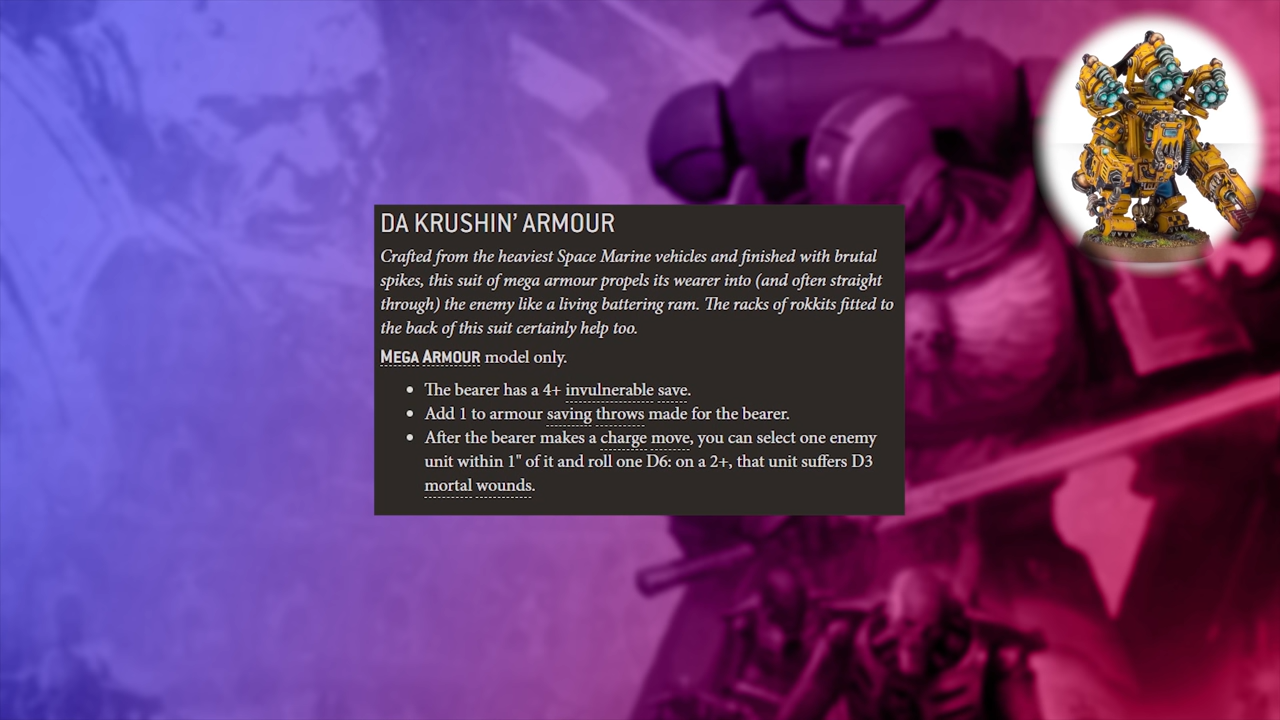 DA KRUSHIN' ARMOUR
Crafted from the heaviest Space Marine vehicles and finished with brutal
spikes, this suit of mega armour propels its wearer into (and often straight
through) the enemy like a living battering ram. The racks of rokkits fitted to
the back of this suit certainly help too.
MEGA ARMOUR model only.
• The bearer has a 4+ invulnerable save.
• Add 1 to armour saving throws made for the bearer.
• After the bearer makes a charge move, you can select one enemy
unit within 1" of it and roll one D6: on a 2+, that unit suffers D3
mortal wounds.